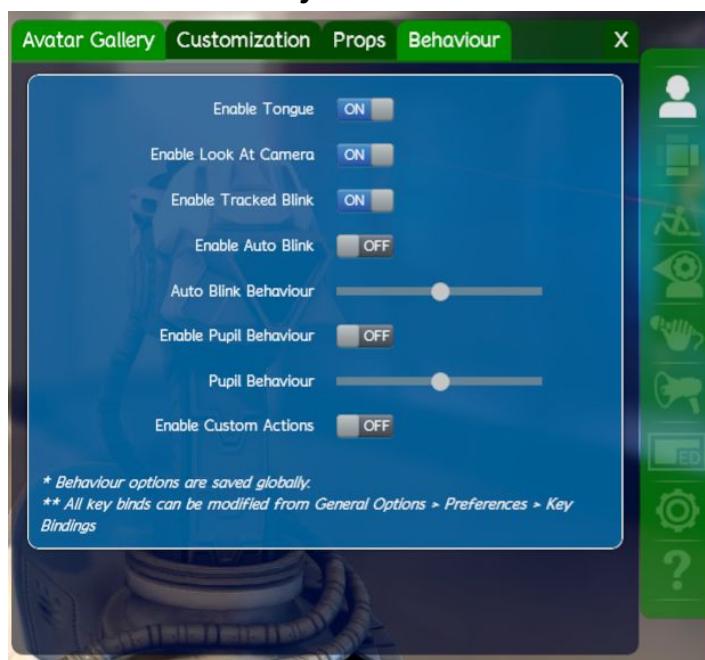 Avatar Gallery Customization Props Behaviour X
Enable Tongue ON
Enable Look At Camera ON
Enable Tracked Blink ON
Enable Auto Blink OFF
Auto Blink Behaviour
Enable Pupil Behaviour OFF
Pupil Behaviour
Enable Custom Actions OFF
* Behaviour options are saved globally.
** All key binds can be modified from General Options > Preferences > Key
Bindings
ED
?